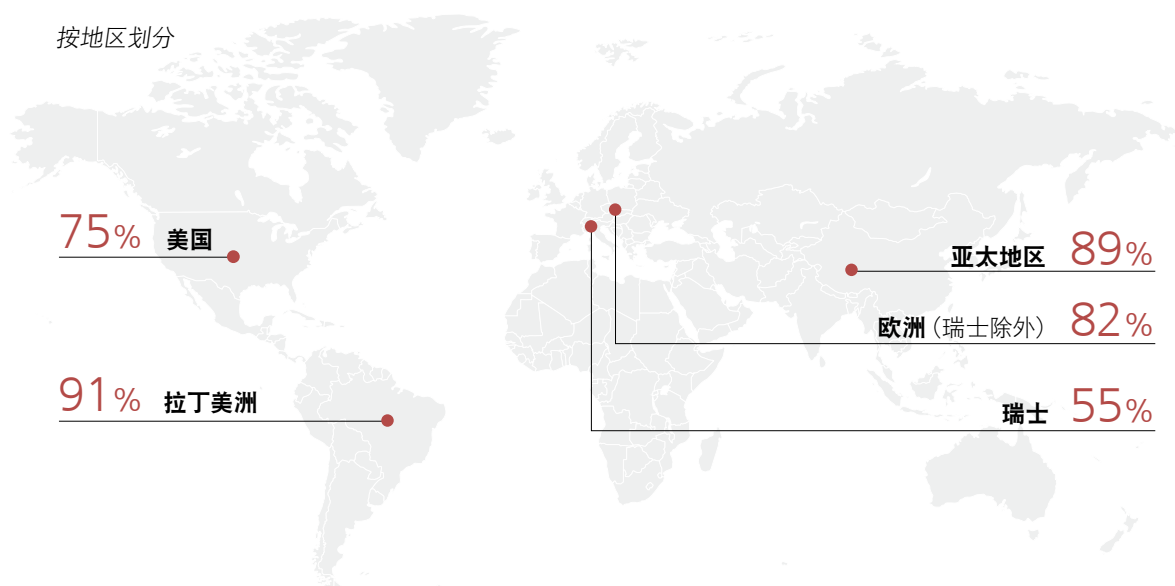 按地区划分
75% 美国
亚太地区 89%
欧洲（瑞士除外） 82%
91% 拉丁美洲
瑞士 55%